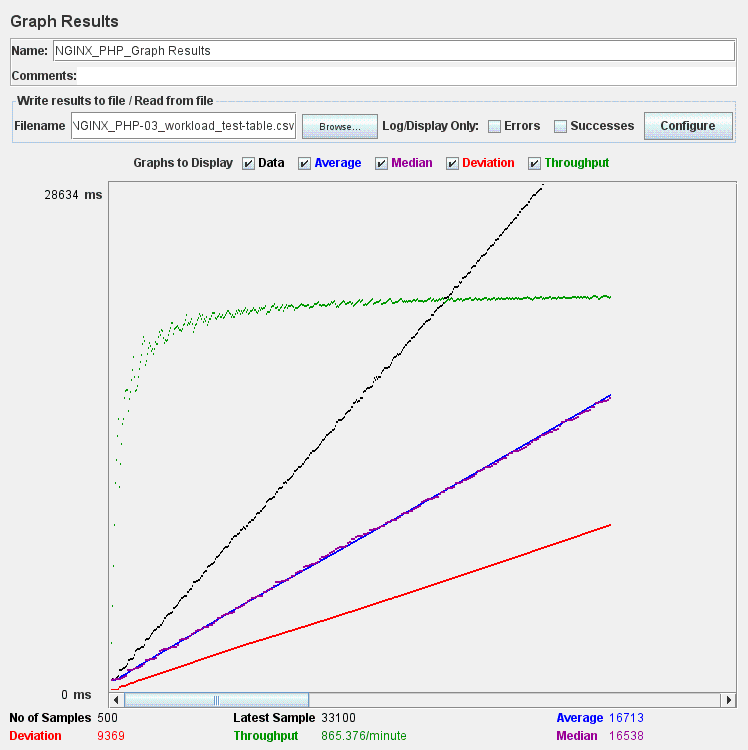 Graph Results
Name: NGINX_PHP_Graph Results
Comments:
Write results to file / Read from file
Filename NGINX_PHP-03_workload_test-table.csv Browse... Log/Display Only: Errors Successes Configure
Graphs to Display Data Average Median Deviation Throughput
28634 ms
0 ms
No of Samples 500 Latest Sample 33100 Average 16713
Deviation 9369 Throughput 865.376/minute Median 16538